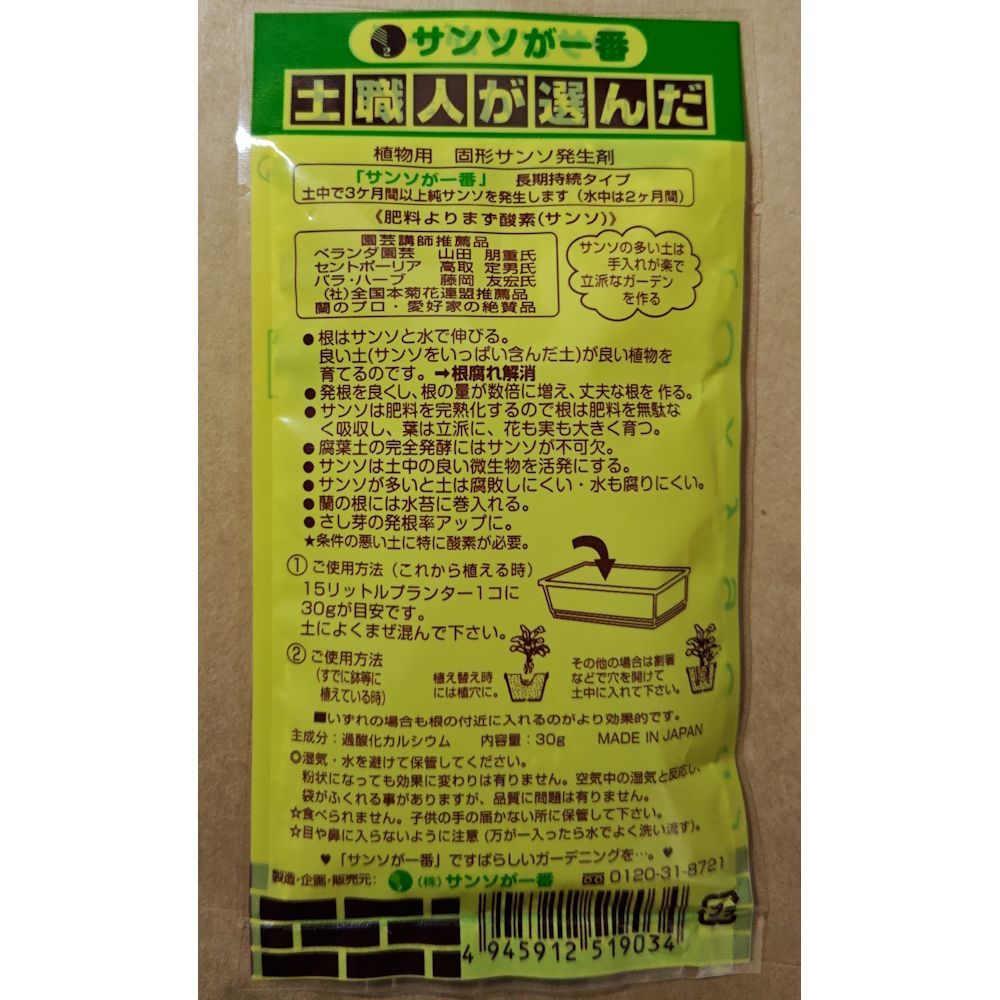 サンソが一番
土職人が選んだ
植物用 固形サンソ発生剤
「サンソが一番」 長期持続タイプ
土中で3ケ月間以上純サンソを発生します(水中は2ヶ月間)
《肥料よりまず酸素(サンソ)》
園芸講師推薦品
ベランダ園芸 山田 朋重氏
セントポーリア 高取 定男氏
バラ・ハーブ 藤岡 友宏氏
(社)全国本菊花連盟推薦品
蘭のプロ・愛好家の絶賛品
サンソの多い土は
手入れが楽で
立派なガーデン
を作る
●根はサンソと水で伸びる。
良い土(サンソをいっぱい含んだ土)が良い植物を
育てるのです。➡根腐れ解消
●発根を良くし、根の量が数倍に増え、丈夫な根を作る。
●サンソは肥料を完熟化するので根は肥料を無駄な
く吸収し、葉は立派に、花も実も大きく育つ。
●腐葉土の完全発酵にはサンソが不可欠。
●サンソは土中の良い微生物を活発にする。
●サンソが多いと土は腐敗しにくい・水も腐りにくい。
●蘭の根には水苔に巻入れる。
●さし芽の発根率アップに。
★条件の悪い土に特に酸素が必要。
①ご使用方法(これから植える時)
15リットルプランター1コに
30gが目安です。
土によくまぜ混んで下さい。
②ご使用方法
(すでに鉢等に
植えている時)
植え替え時
には植穴に。
その他の場合は割箸
などで穴を開けて
土中に入れて下さい。
■いずれの場合も根の付近に入れるのがより効果的です。
主成分:過酸化カルシウム 内容量:30g MADE IN JAPAN
◎湿気・水を避けて保管してください。
粉状になっても効果に変わりは有りません。空気中の湿気と反応し、
袋がふくれる事がありますが、品質に問題は有りません。
☆食べられません。子供の手の届かない所に保管して下さい。
☆目や鼻に入らないように注意(万が一入ったら水でよく洗い流す)。
♥「サンソが一番」ですばらしいガーデニングを…。♥
製造・企画・販売元: (株)サンソが一番 0120-31-8721
プラ
4 945912 519034